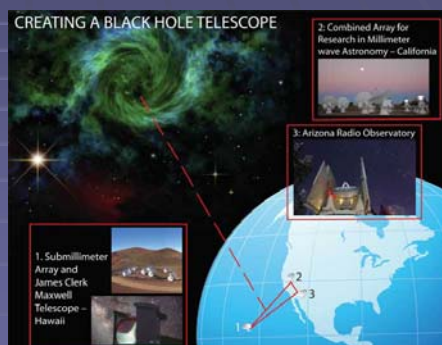 CREATING A BLACK HOLE TELESCOPE
2: Combined Array for
Research in Millimeter
wave Astronomy – California
3: Arizona Radio Observatory
1. Submillimeter
Array and
James Clerk
Maxwell
Telescope –
Hawaii
2
3
1